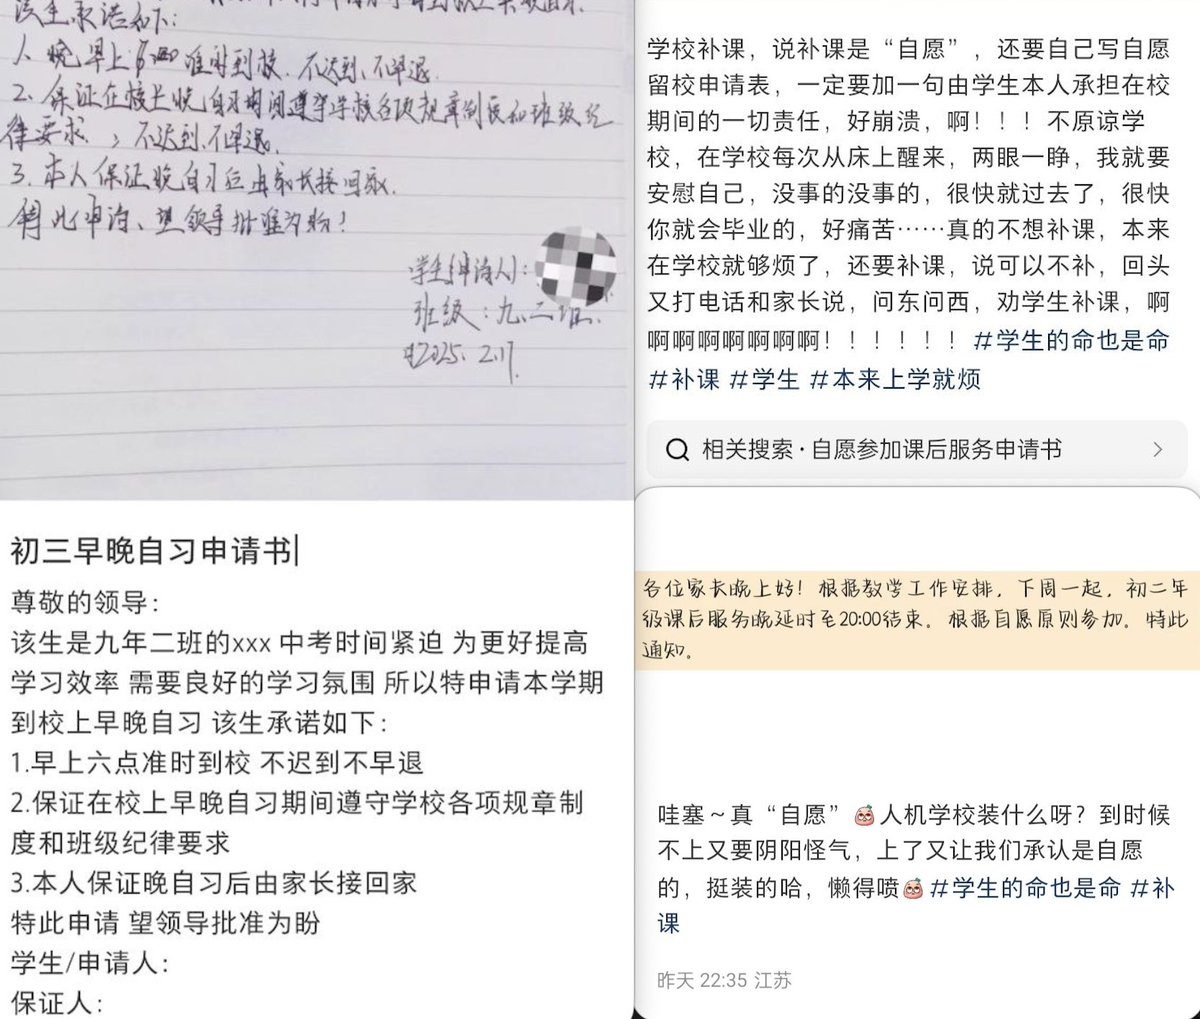 该生承诺如下:
准时到校.不迟到、不早退.
2.保证在校上晚自习期间遵守学校各项规章制度和班级纪
律要求,不迟到.不早退.
3.本人保证晚自习后由家长接回家.
特此申请、望领导批准为盼!
学生(申请人):
班级:九.二班.
2025.2.17.
初三早晚自习申请书
尊敬的领导:
该生是九年二班的xxx 中考时间紧迫 为更好提高
学习效率 需要良好的学习氛围 所以特申请本学期
到校上早晚自习 该生承诺如下:
1.早上六点准时到校 不迟到不早退
2.保证在校上早晚自习期间遵守学校各项规章制
度和班级纪律要求
3.本人保证晚自习后由家长接回家
特此申请 望领导批准为盼
学生/申请人:
保证人:
学校补课，说补课是“自愿”，还要自己写自愿
留校申请表，一定要加一句由学生本人承担在校
期间的一切责任，好崩溃，啊！！！不原谅学
校，在学校每次从床上醒来，两眼一睁，我就要
安慰自己，没事的没事的，很快就过去了，很快
你就会毕业的，好痛苦……真的不想补课，本来
在学校就够烦了，还要补课，说可以不补，回头
又打电话和家长说，问东问西，劝学生补课，啊
啊啊啊啊啊啊啊！！！！！！#学生的命也是命
#补课 #学生 #本来上学就烦
相关搜索·自愿参加课后服务申请书
各位家长晚上好！根据教学工作安排，下周一起，初二年
级课后服务晚延时至20:00结束。根据自愿原则参加。特此
通知。
哇塞～真“自愿”人机学校装什么呀？到时候
不上又要阴阳怪气，上了又让我们承认是自愿
的，挺装的哈，懒得喷#学生的命也是命 #补
课
昨天 22:35 江苏